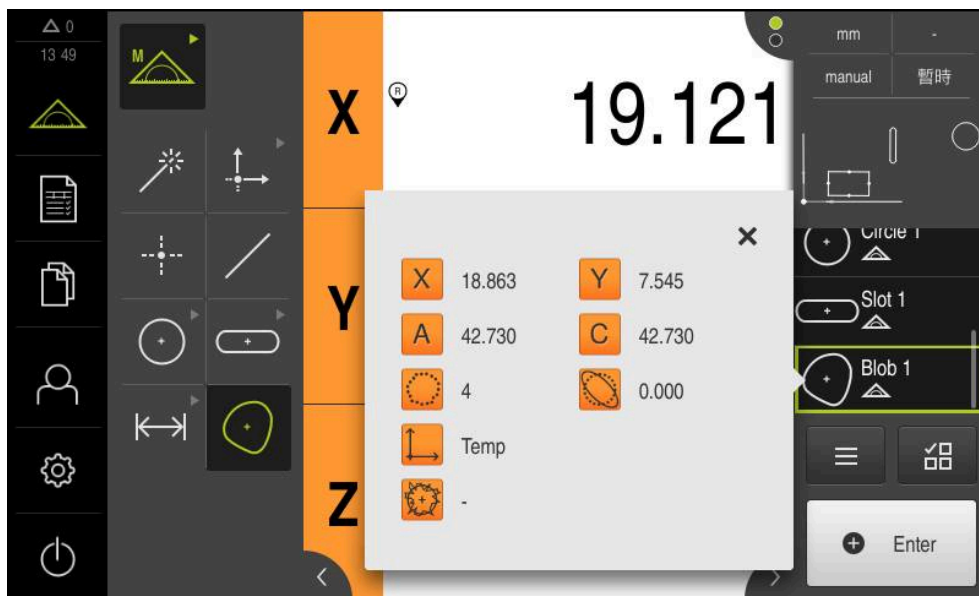 0
13 49
M
X
R
19.121
mm
-
manual
暫時
X
18.863
Y
7.545
A
42.730
C
42.730
4
0.000
Temp
-
Y
Z
Circle 1
Slot 1
Blob 1
Enter